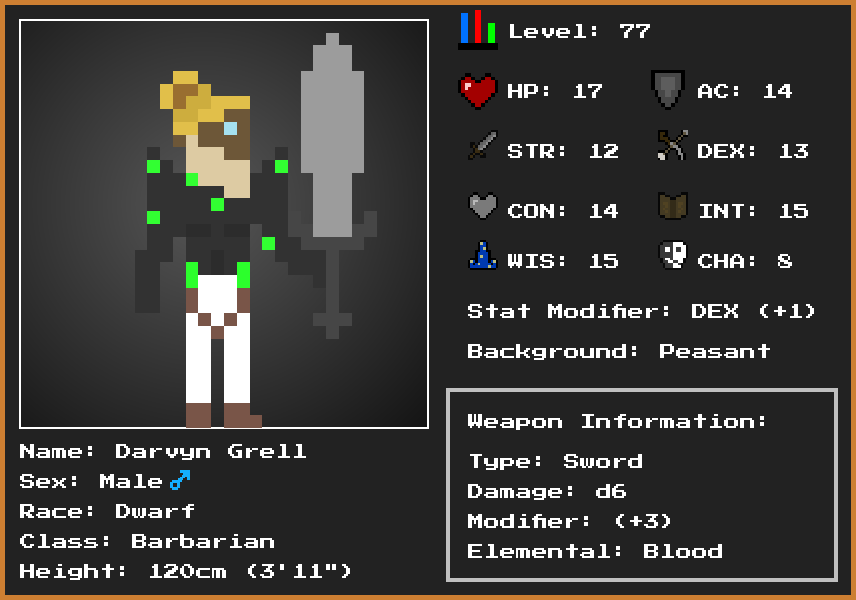 Level: 77
HP: 17
AC: 14
STR: 12
DEX: 13
CON: 14
INT: 15
WIS: 15
CHA: 8
Stat Modifier: DEX (+1)
Background: Peasant
Weapon Information:
Type: Sword
Damage: d6
Modifier: (+3)
Elemental: Blood
Name: Darvyn Grell
Sex: Male♂
Race: Dwarf
Class: Barbarian
Height: 120cm (3'11")